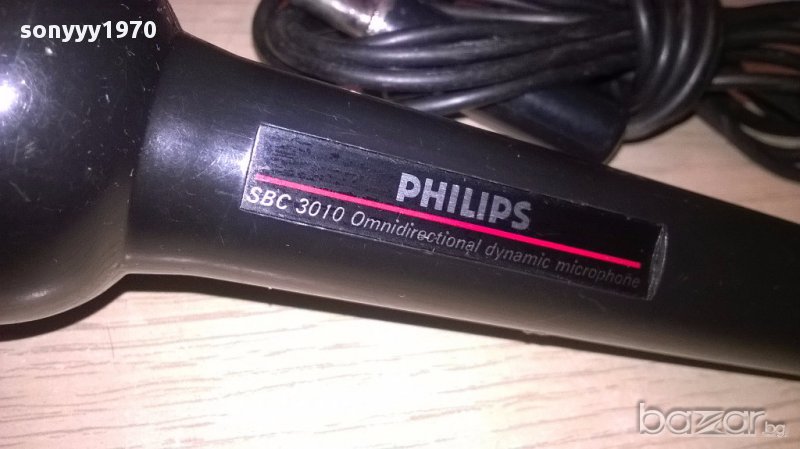 sonyyy1970
PHILIPS
SBC 3010 Omnidirectional dynamic microphone
bazar.bg